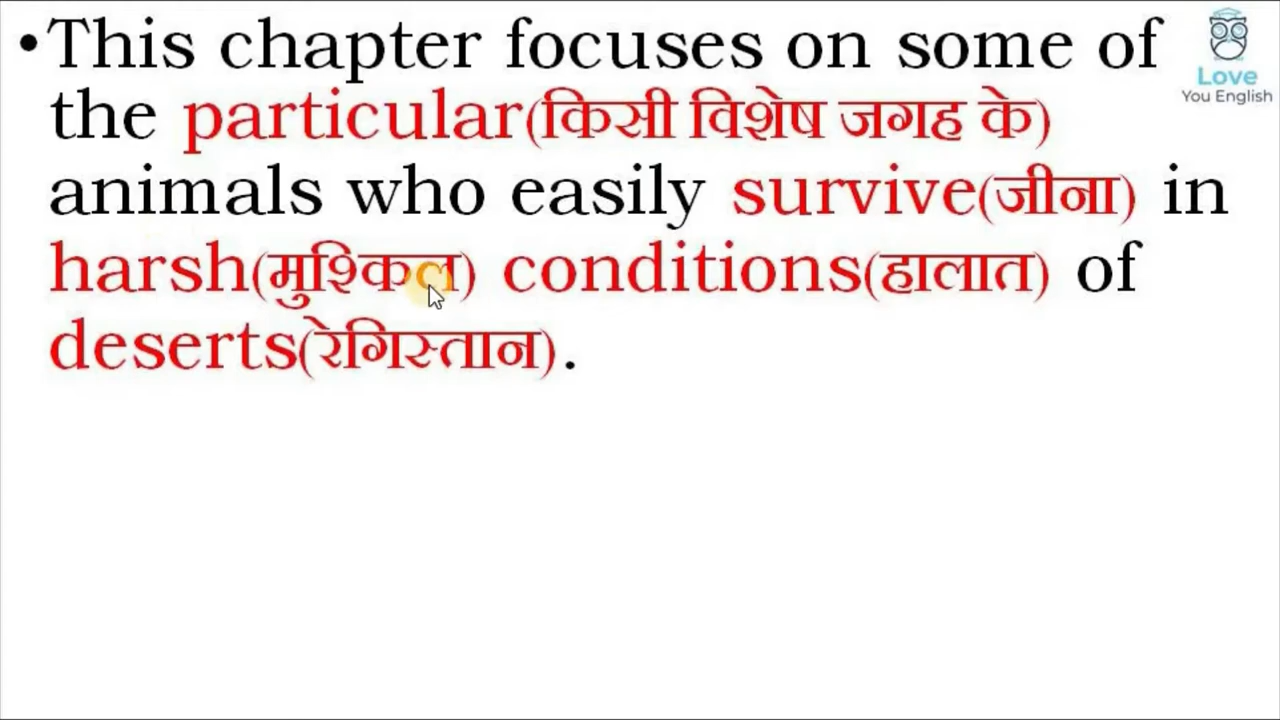 •This chapter focuses on some of
the particular(किसी विशेष जगह के)
animals who easily survive(जीना) in
harsh(मुश्किल) conditions(हालात) of
deserts(रेगिस्तान).
Love
You English